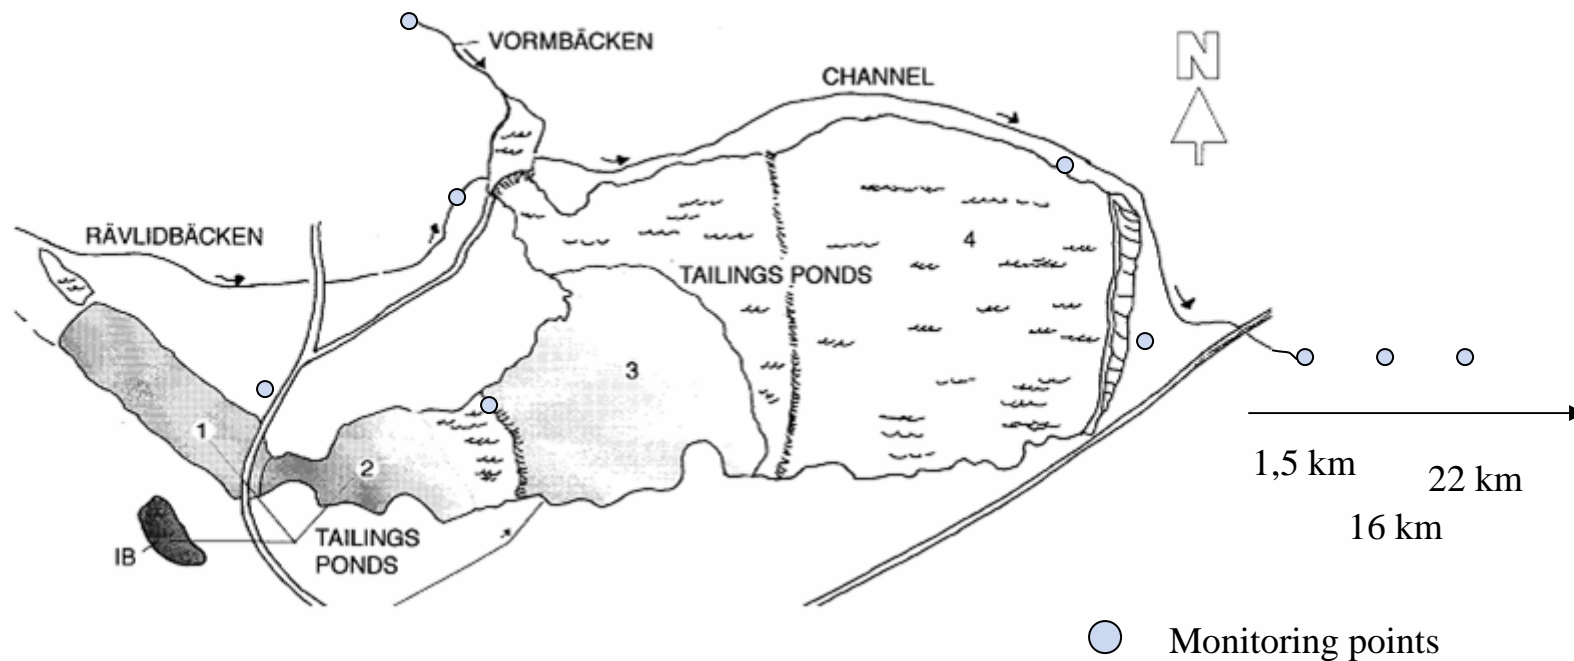 VORMBÄCKEN
N
CHANNEL
RÄVLIDBÄCKEN
4
TAILINGS PONDS
3
1
2
1,5 km
22 km
16 km
IB
TAILINGS
PONDS
Monitoring points